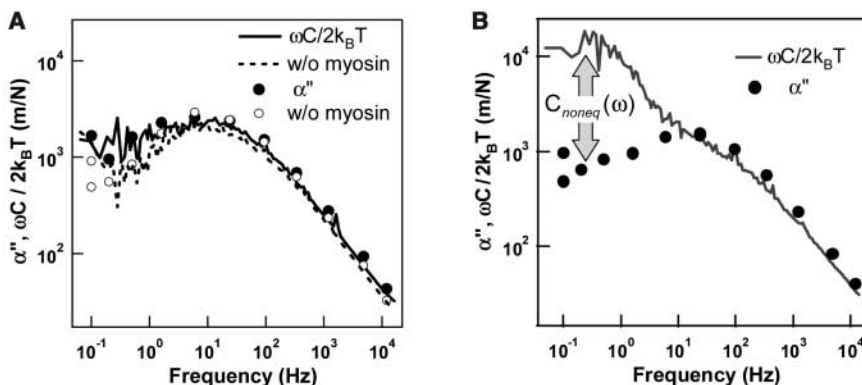 A
ωC/2k_BT
w/o myosin
α"
w/o myosin
10^4
10^3
10^2
α", ωC / 2k_BT (m/N)
10^-1 10^0 10^1 10^2 10^3 10^4
Frequency (Hz)
B
ωC/2k_BT
α"
C_noneq(ω)
10^4
10^3
10^2
α", ωC / 2k_BT (m/N)
10^-1 10^0 10^1 10^2 10^3 10^4
Frequency (Hz)